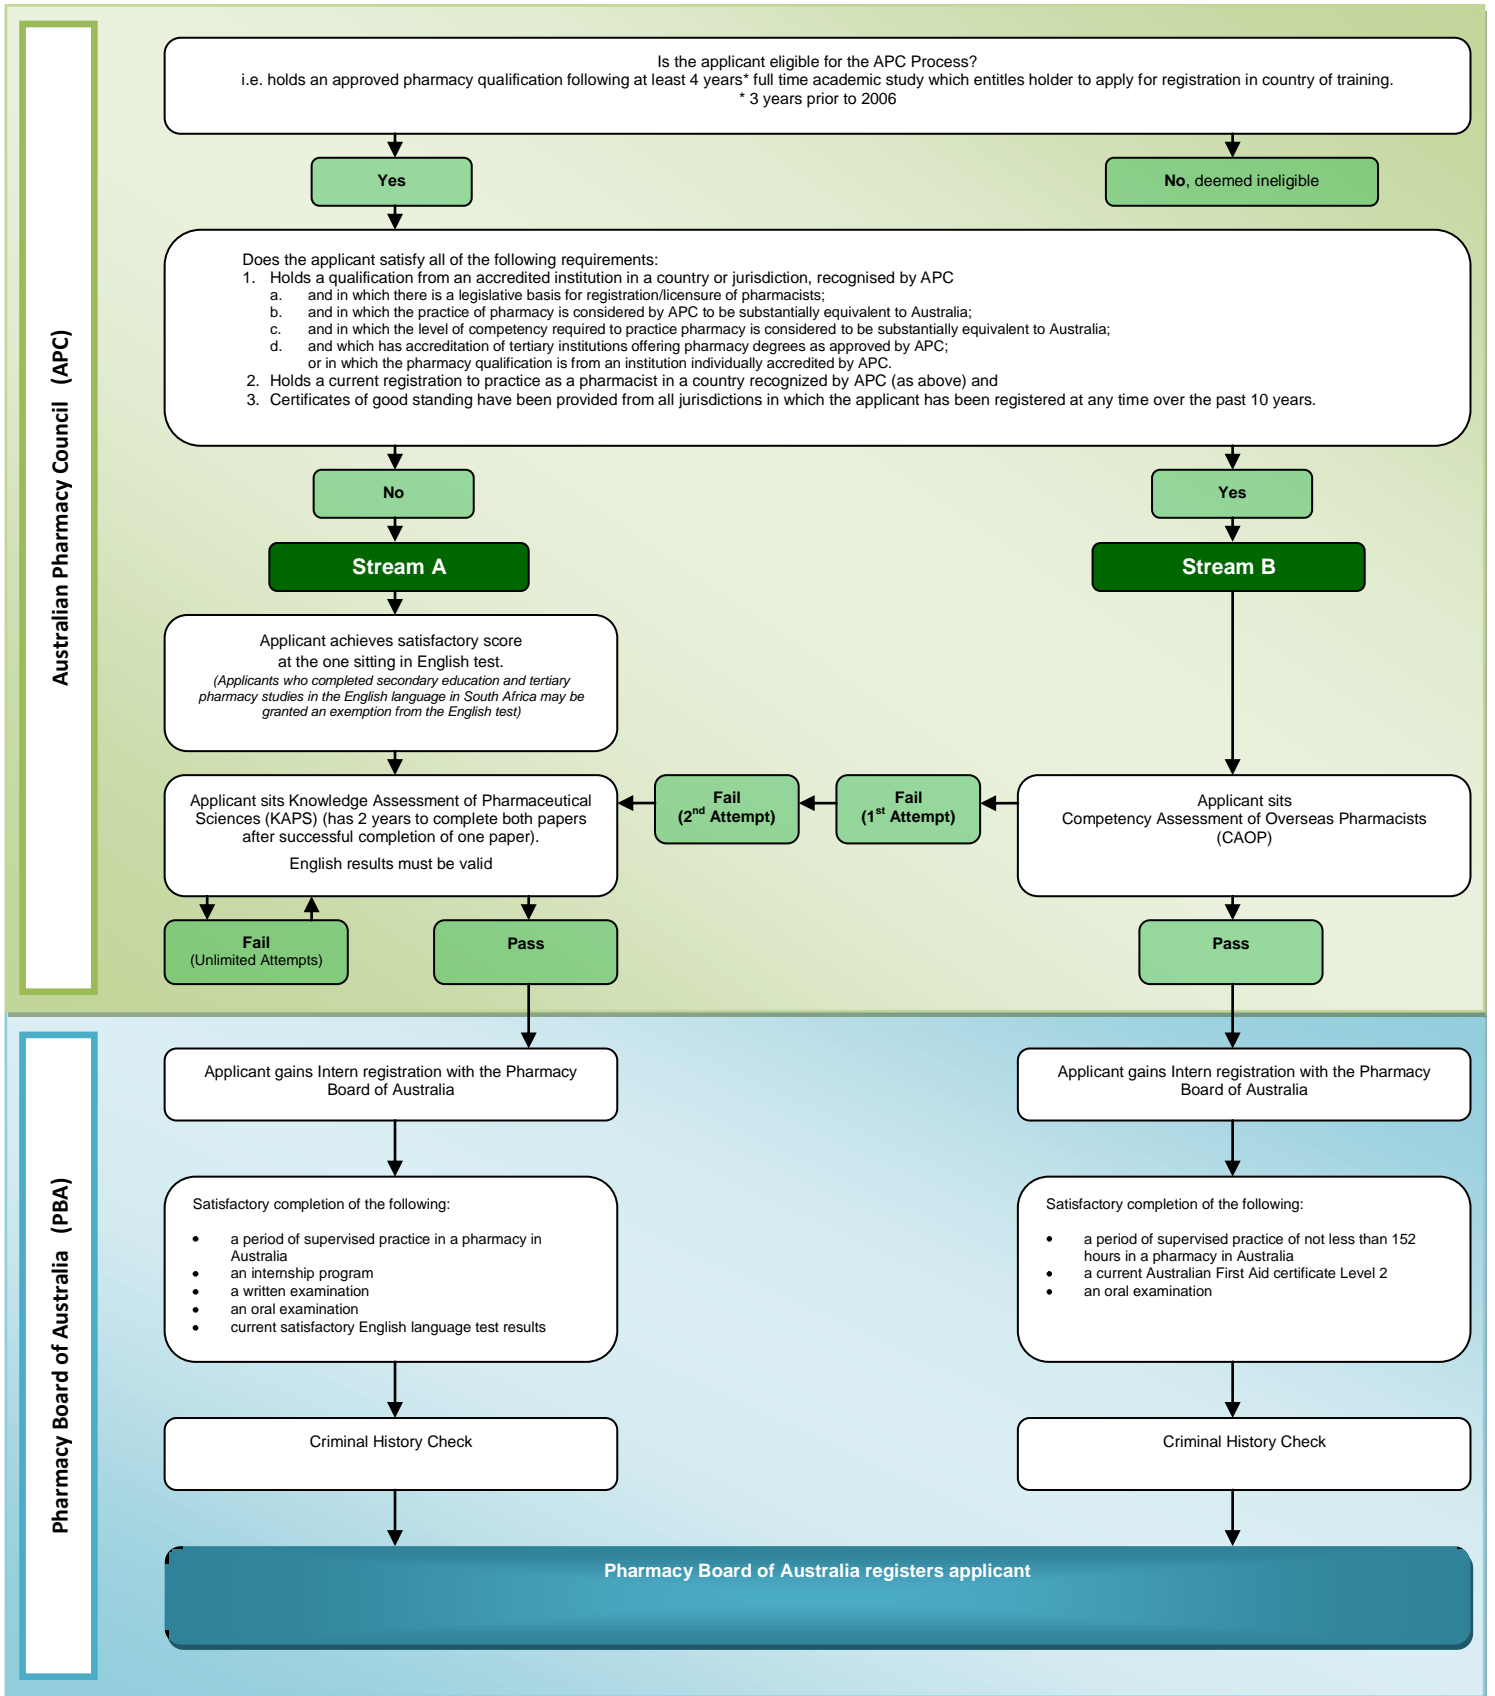 Australian Pharmacy Council (APC)
Is the applicant eligible for the APC Process?
i.e. holds an approved pharmacy qualification following at least 4 years* full time academic study which entitles holder to apply for registration in country of training.
* 3 years prior to 2006
Yes
No, deemed ineligible
Does the applicant satisfy all of the following requirements:
1. Holds a qualification from an accredited institution in a country or jurisdiction, recognised by APC
a. and in which there is a legislative basis for registration/licensure of pharmacists;
b. and in which the practice of pharmacy is considered by APC to be substantially equivalent to Australia;
c. and in which the level of competency required to practice pharmacy is considered to be substantially equivalent to Australia;
d. and which has accreditation of tertiary institutions offering pharmacy degrees as approved by APC;
or in which the pharmacy qualification is from an institution individually accredited by APC.
2. Holds a current registration to practice as a pharmacist in a country recognized by APC (as above) and
3. Certificates of good standing have been provided from all jurisdictions in which the applicant has been registered at any time over the past 10 years.
No
Yes
Stream A
Stream B
Applicant achieves satisfactory score
at the one sitting in English test.
(Applicants who completed secondary education and tertiary
pharmacy studies in the English language in South Africa may be
granted an exemption from the English test)
Applicant sits Knowledge Assessment of Pharmaceutical
Sciences (KAPS) (has 2 years to complete both papers
after successful completion of one paper).
English results must be valid
Fail
(2nd Attempt)
Fail
(1st Attempt)
Applicant sits
Competency Assessment of Overseas Pharmacists
(CAOP)
Fail
(Unlimited Attempts)
Pass
Pass
Pharmacy Board of Australia (PBA)
Applicant gains Intern registration with the Pharmacy
Board of Australia
Applicant gains Intern registration with the Pharmacy
Board of Australia
Satisfactory completion of the following:
• a period of supervised practice in a pharmacy in
Australia
• an internship program
• a written examination
• an oral examination
• current satisfactory English language test results
Satisfactory completion of the following:
• a period of supervised practice of not less than 152
hours in a pharmacy in Australia
• a current Australian First Aid certificate Level 2
• an oral examination
Criminal History Check
Criminal History Check
Pharmacy Board of Australia registers applicant